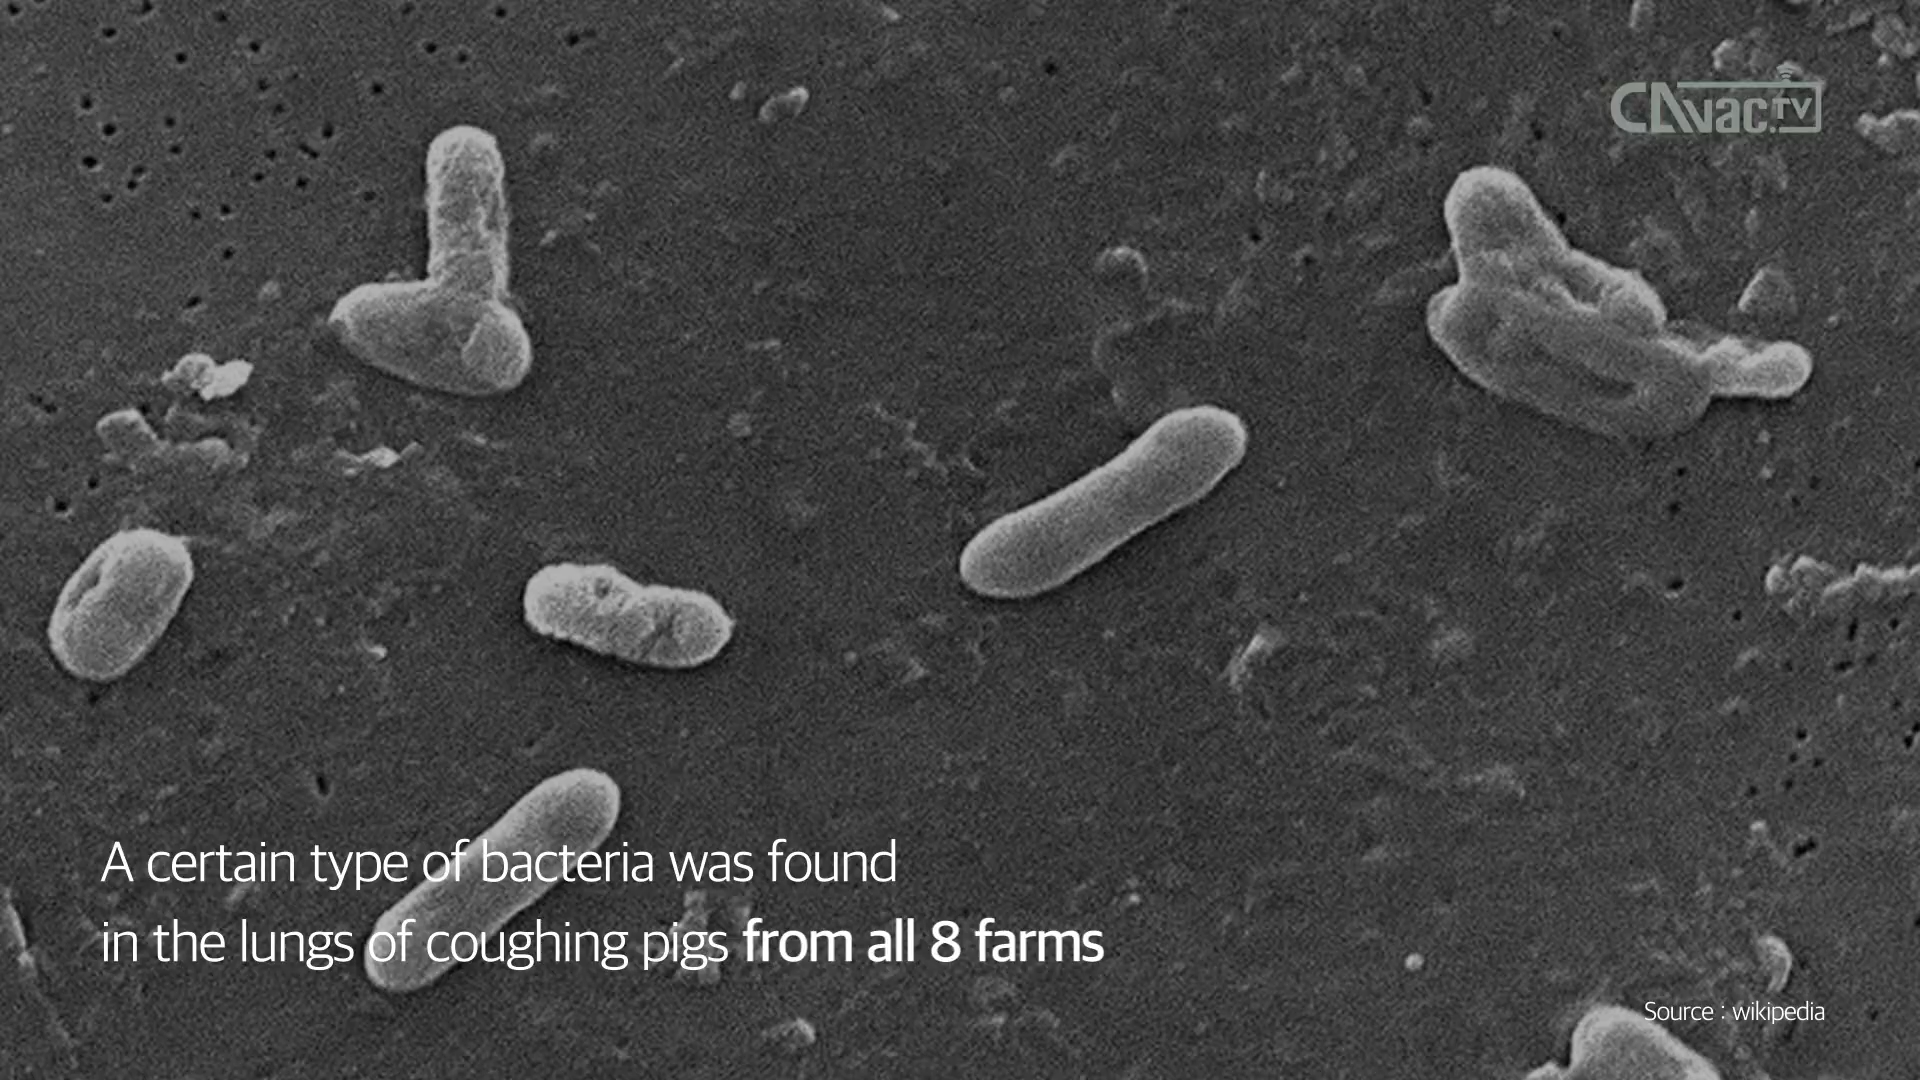 CAvac.TV
A certain type of bacteria was found
in the lungs of coughing pigs from all 8 farms
Source : wikipedia